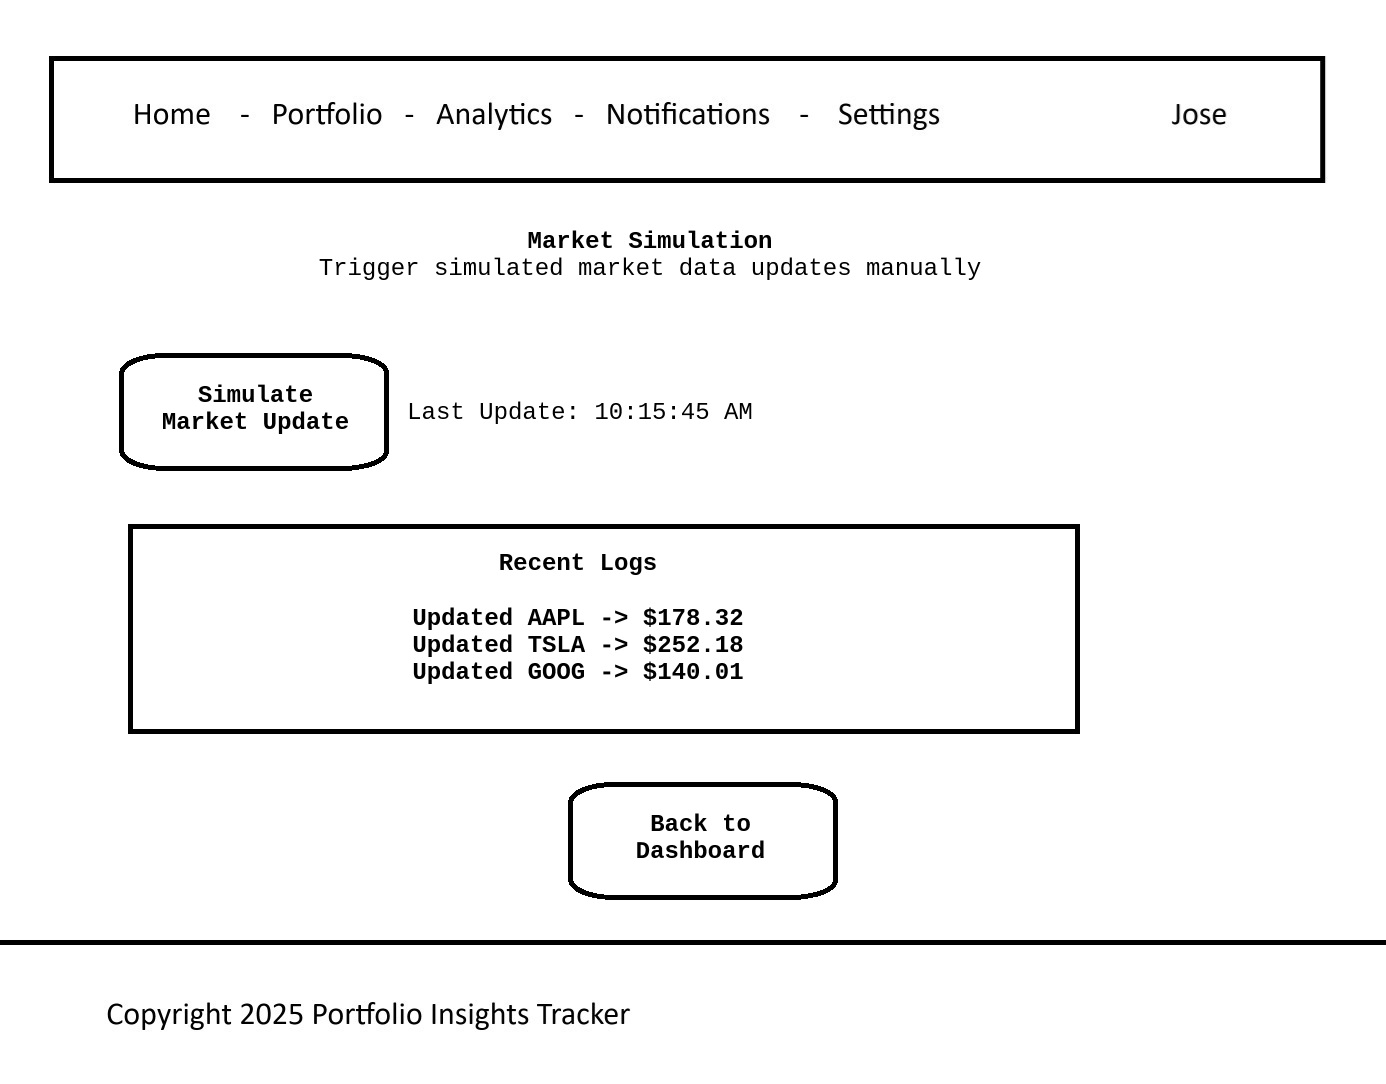 Home - Portfolio - Analytics - Notifications - Settings Jose
Market Simulation
Trigger simulated market data updates manually
Simulate
Market Update
Last Update: 10:15:45 AM
Recent Logs
Updated AAPL -> $178.32
Updated TSLA -> $252.18
Updated GOOG -> $140.01
Back to
Dashboard
Copyright 2025 Portfolio Insights Tracker